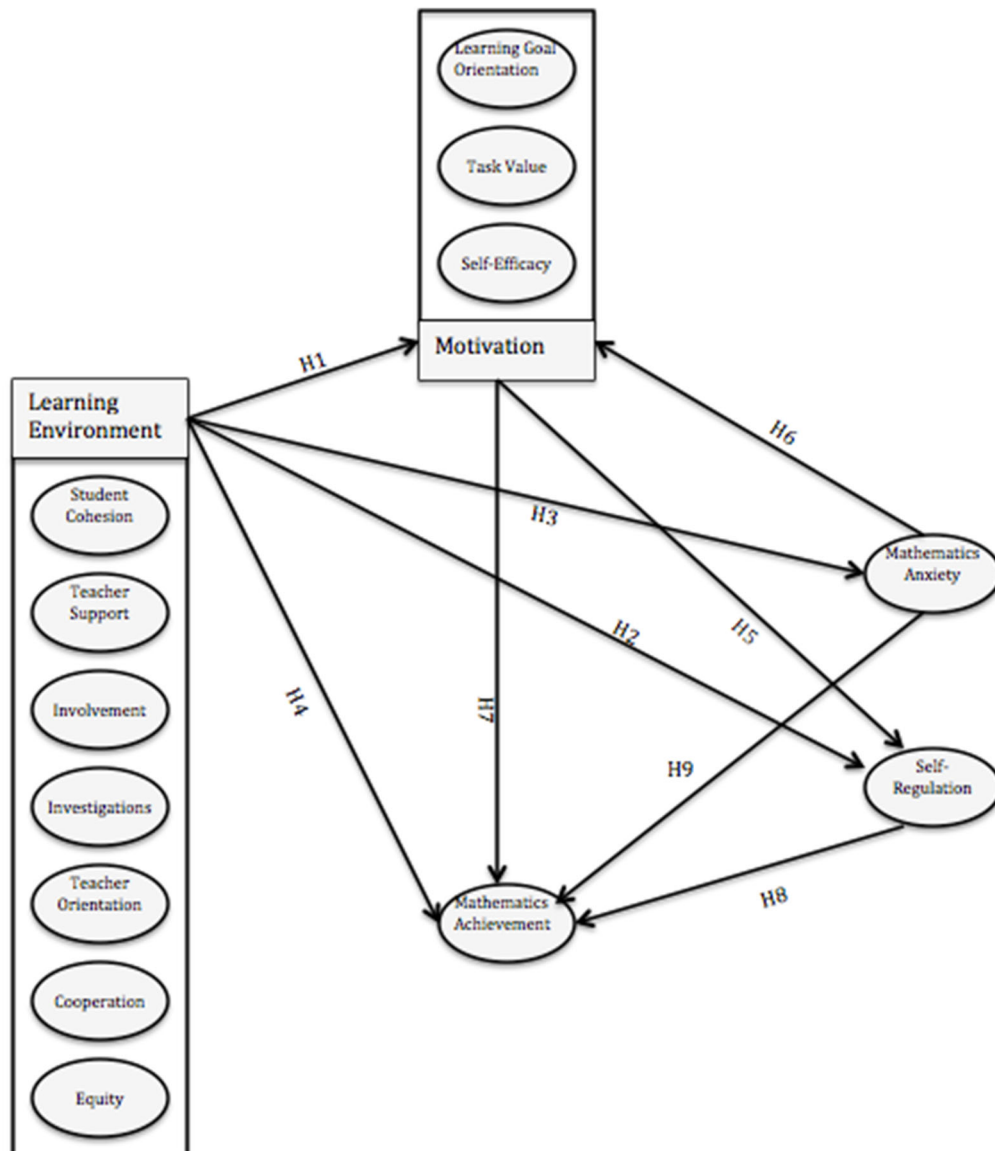 Learning Goal
Orientation
Task Value
Self-Efficacy
Motivation
H1
Learning
Environment
H6
Student
Cohesion
H3
Mathematics
Anxiety
Teacher
Support
H2
H5
Involvement
H4
H7
H9
Self-
Regulation
Investigations
Teacher
Orientation
Mathematics
Achievement
H8
Cooperation
Equity